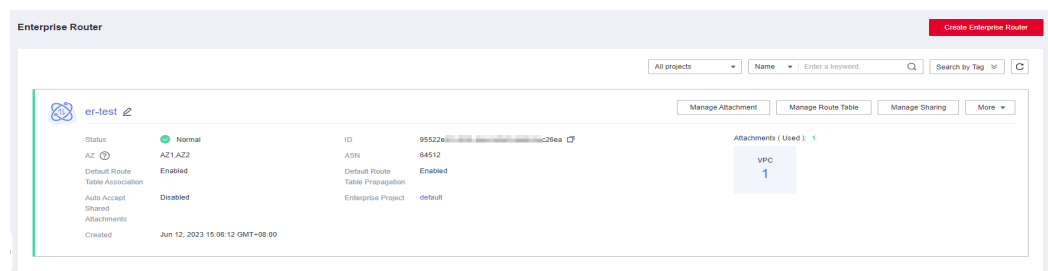 Enterprise Router
Create Enterprise Router
All projects
Name
Enter a keyword.
Search by Tag
er-test
Manage Attachment
Manage Route Table
Manage Sharing
More
Status
Normal
ID
95522e
c26ea
Attachments ( Used ): 1
AZ
AZ1,AZ2
ASN
64512
VPC
1
Default Route
Table Association
Enabled
Default Route
Table Propagation
Enabled
Auto Accept
Shared
Attachments
Disabled
Enterprise Project
default
Created
Jun 12, 2023 15:06:12 GMT+08:00